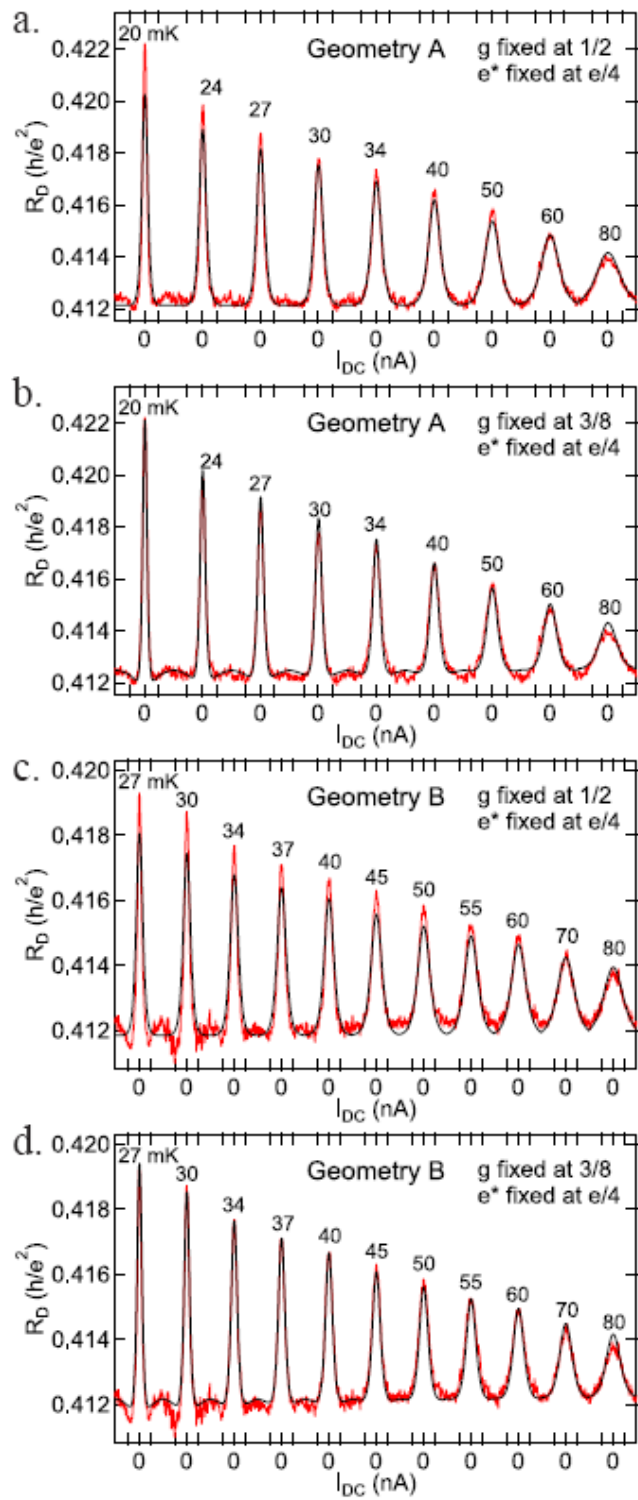 a.
20 mK
Geometry A
g fixed at 1/2
e* fixed at e/4
24
27
30
34
40
50
60
80
R_D (h/e²)
0.422
0.420
0.418
0.416
0.414
0.412
0 0 0 0 0 0 0 0 0
I_DC (nA)
b.
20 mK
Geometry A
g fixed at 3/8
e* fixed at e/4
24
27
30
34
40
50
60
80
R_D (h/e²)
0.422
0.420
0.418
0.416
0.414
0.412
0 0 0 0 0 0 0 0 0
I_DC (nA)
c.
27 mK
Geometry B
g fixed at 1/2
e* fixed at e/4
30
34
37
40
45
50
55
60
70
80
R_D (h/e²)
0.420
0.418
0.416
0.414
0.412
0 0 0 0 0 0 0 0 0 0 0
I_DC (nA)
d.
27 mK
Geometry B
g fixed at 3/8
e* fixed at e/4
30
34
37
40
45
50
55
60
70
80
R_D (h/e²)
0.420
0.418
0.416
0.414
0.412
0 0 0 0 0 0 0 0 0 0 0
I_DC (nA)